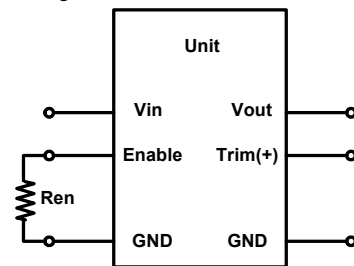 Unit
Vin Vout
Enable Trim(+)
Ren
GND GND